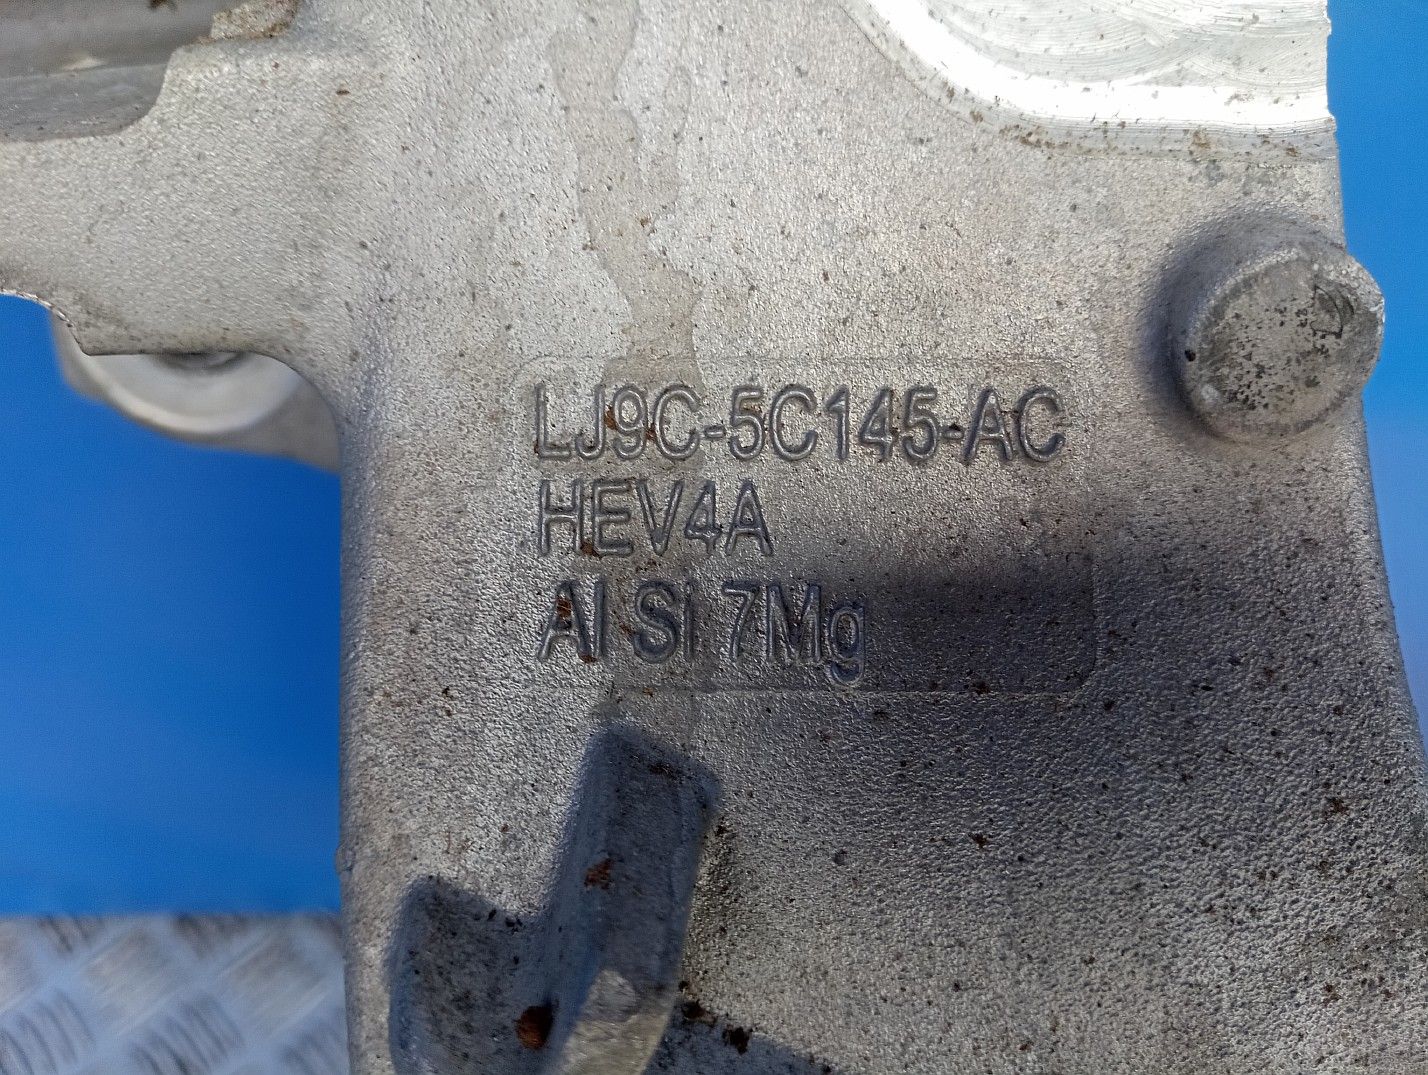 LJ9C-5C145-AC
HEV4A
Al Si 7Mg